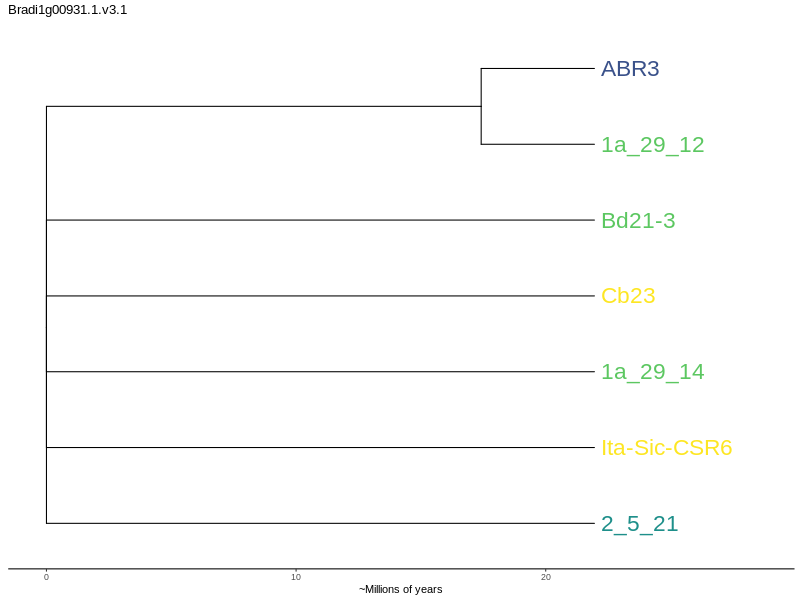 Bradi1g00931.1.v3.1
ABR3
1a_29_12
Bd21-3
Cb23
1a_29_14
Ita-Sic-CSR6
2_5_21
0 10 20
~Millions of years